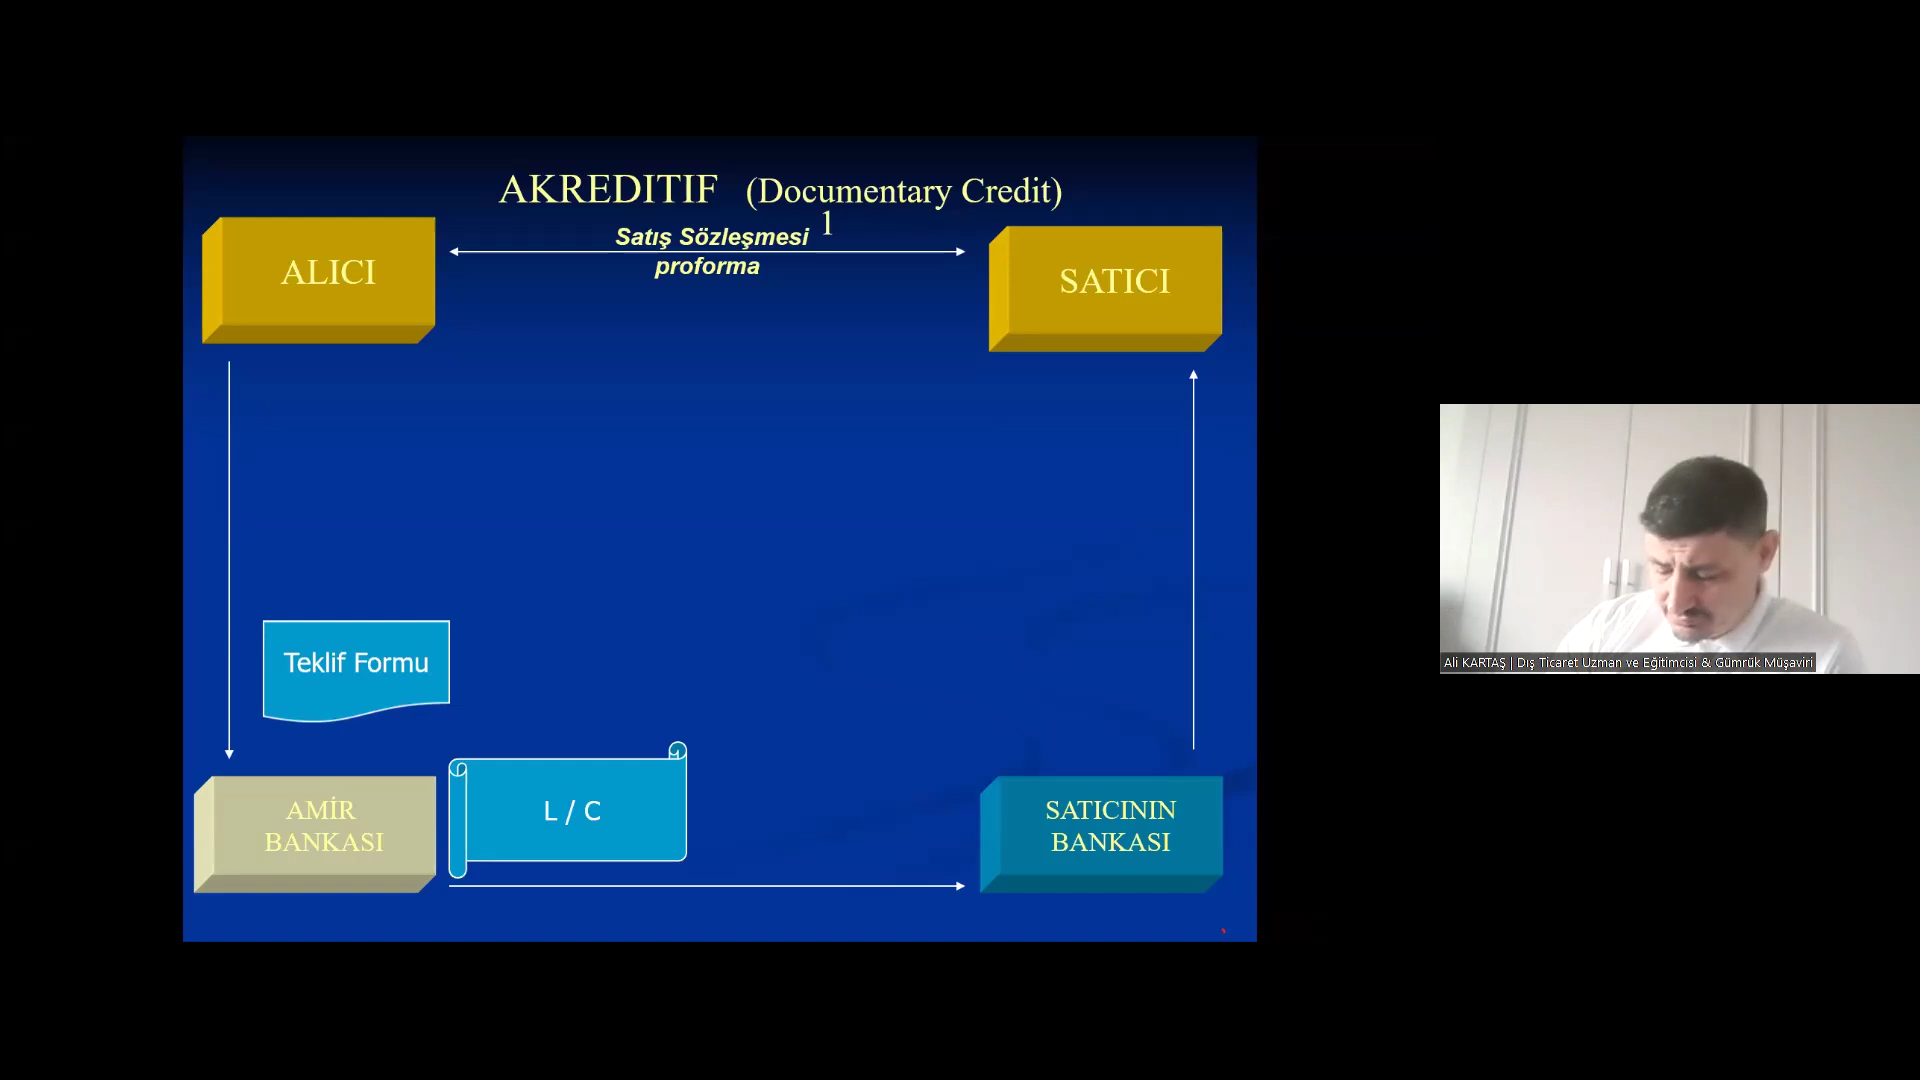 AKREDITIF (Documentary Credit)
1
Satış Sözleşmesi
proforma
ALICI
SATICI
Teklif Formu
L / C
AMİR
BANKASI
SATICININ
BANKASI
Ali KARTAŞ | Dış Ticaret Uzman ve Eğitimcisi & Gümrük Müşaviri